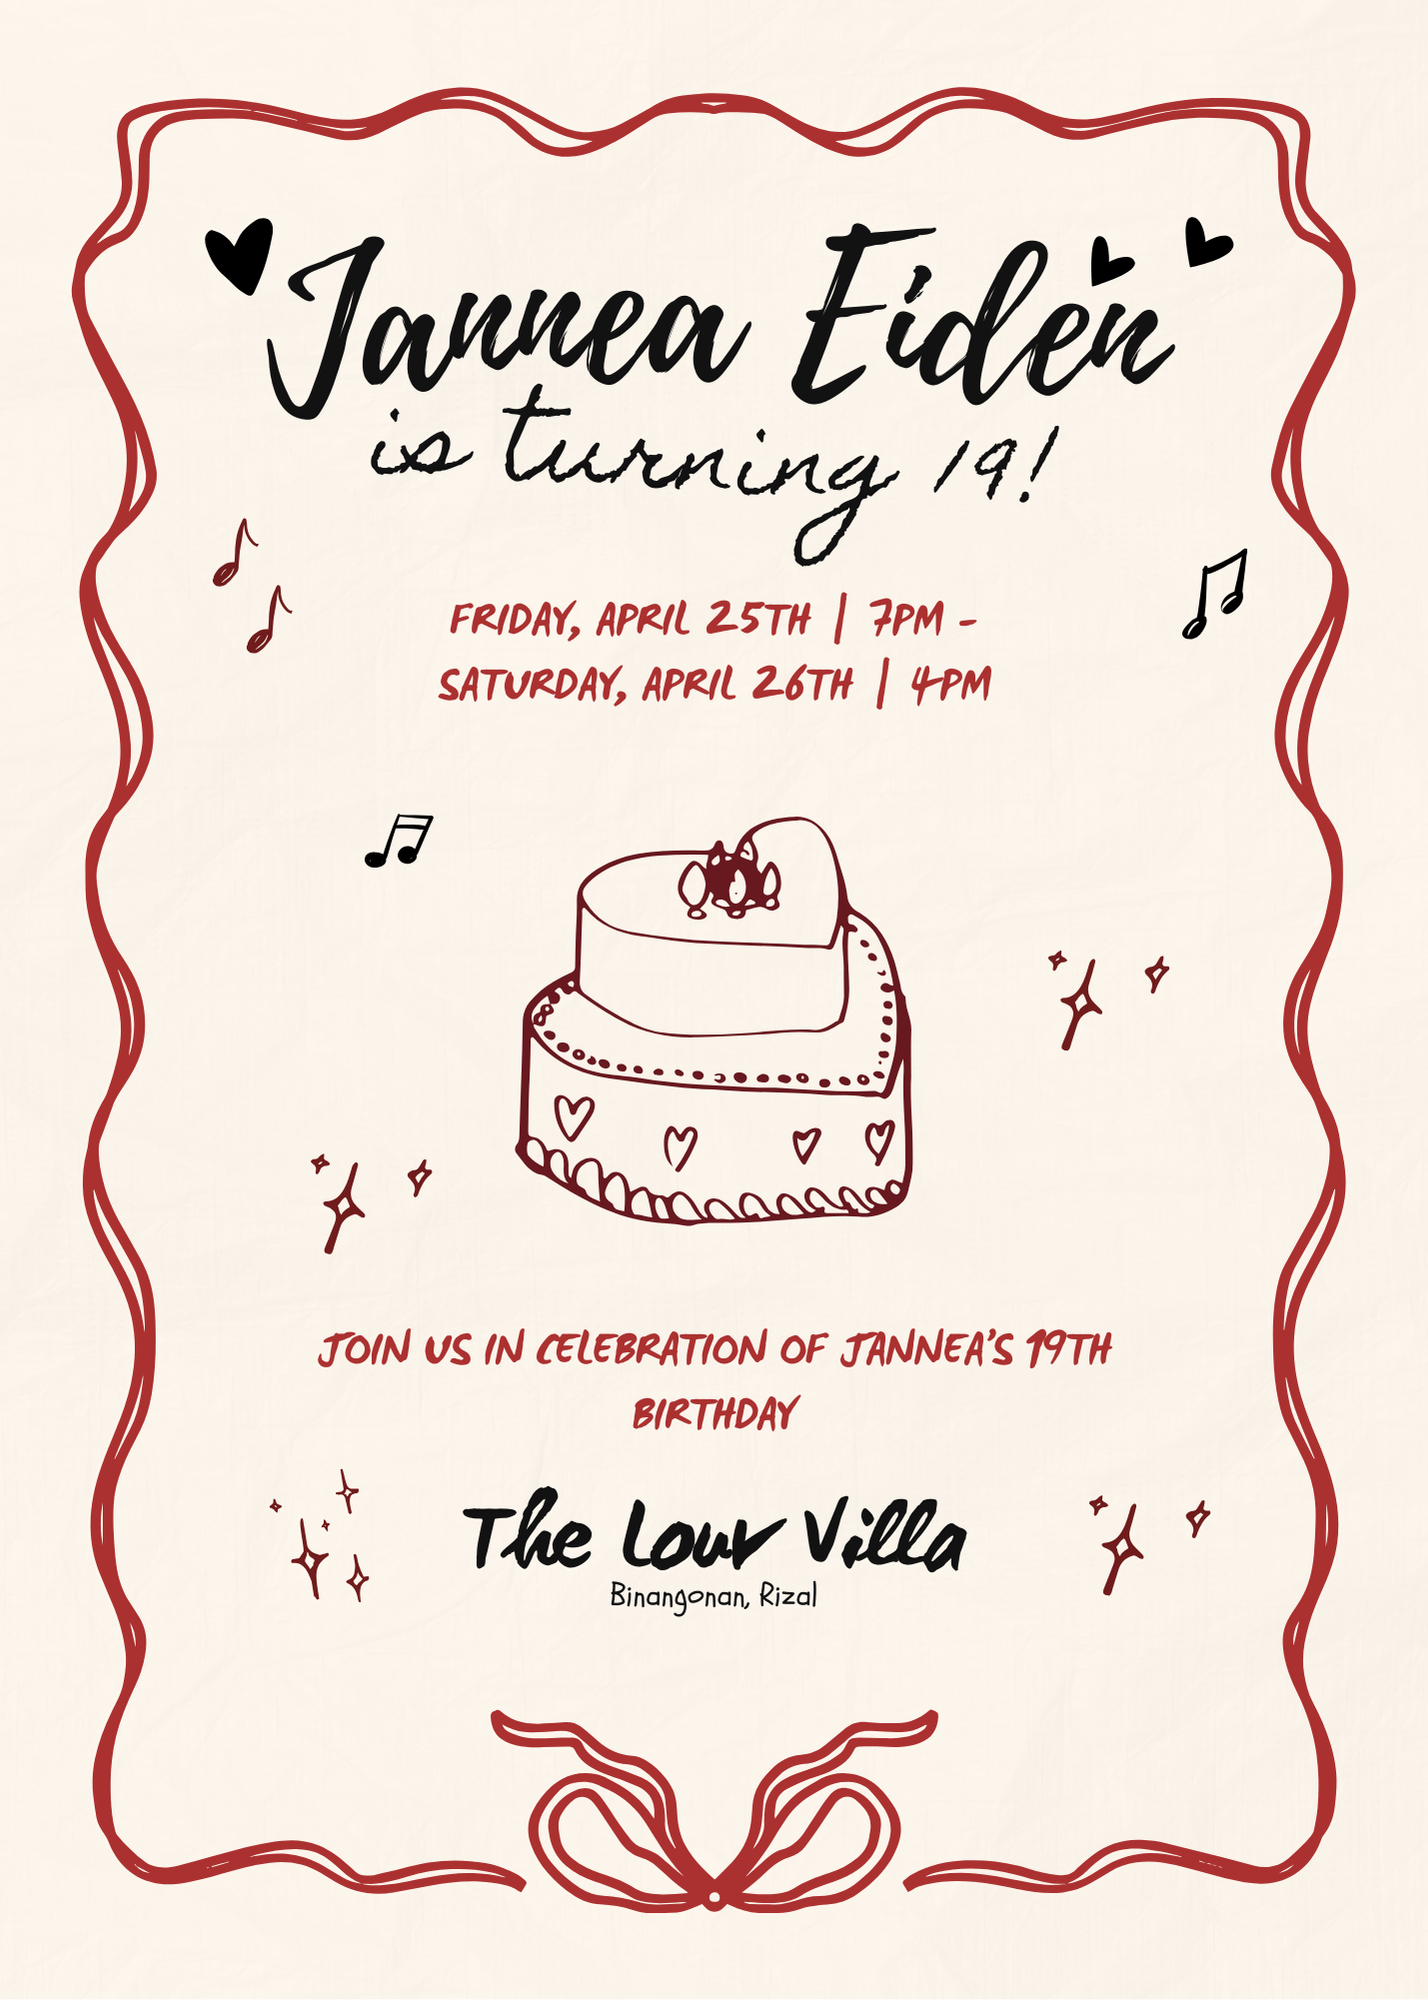 Jannea Eiden
is turning 19!
FRIDAY, APRIL 25TH | 7PM -
SATURDAY, APRIL 26TH | 4PM
JOIN US IN CELEBRATION OF JANNEA'S 19TH
BIRTHDAY
The Louv Villa
Binangonan, Rizal